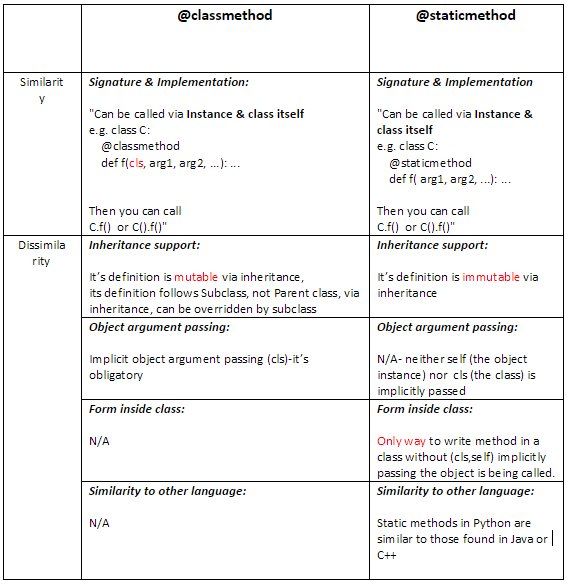 @classmethod
@staticmethod
Similarit
y
Signature & Implementation:
"Can be called via Instance & class itself
e.g. class C:
@classmethod
def f(cls, arg1, arg2, ...): ...
Then you can call
C.f() or C().f()"
Signature & Implementation
"Can be called via Instance &
class itself
e.g. class C:
@staticmethod
def f( arg1, arg2, ...): ...
Then you can call
C.f() or C().f()"
Dissimila
rity
Inheritance support:
It’s definition is mutable via inheritance,
its definition follows Subclass, not Parent class, via
inheritance, can be overridden by subclass
Inheritance support:
It’s definition is immutable via
inheritance
Object argument passing:
Implicit object argument passing (cls)-it’s
obligatory
Object argument passing:
N/A- neither self (the object
instance) nor cls (the class) is
implicitly passed
Form inside class:
N/A
Form inside class:
Only way to write method in a
class without (cls,self) implicitly
passing the object is being called.
Similarity to other language:
N/A
Similarity to other language:
Static methods in Python are
similar to those found in Java or
C++